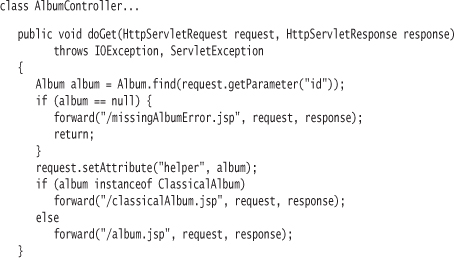 class AlbumController...
public void doGet(HttpServletRequest request, HttpServletResponse response)
throws IOException, ServletException
{
Album album = Album.find(request.getParameter("id"));
if (album == null) {
forward("/missingAlbumError.jsp", request, response);
return;
}
request.setAttribute("helper", album);
if (album instanceof ClassicalAlbum)
forward("/classicalAlbum.jsp", request, response);
else
forward("/album.jsp", request, response);
}